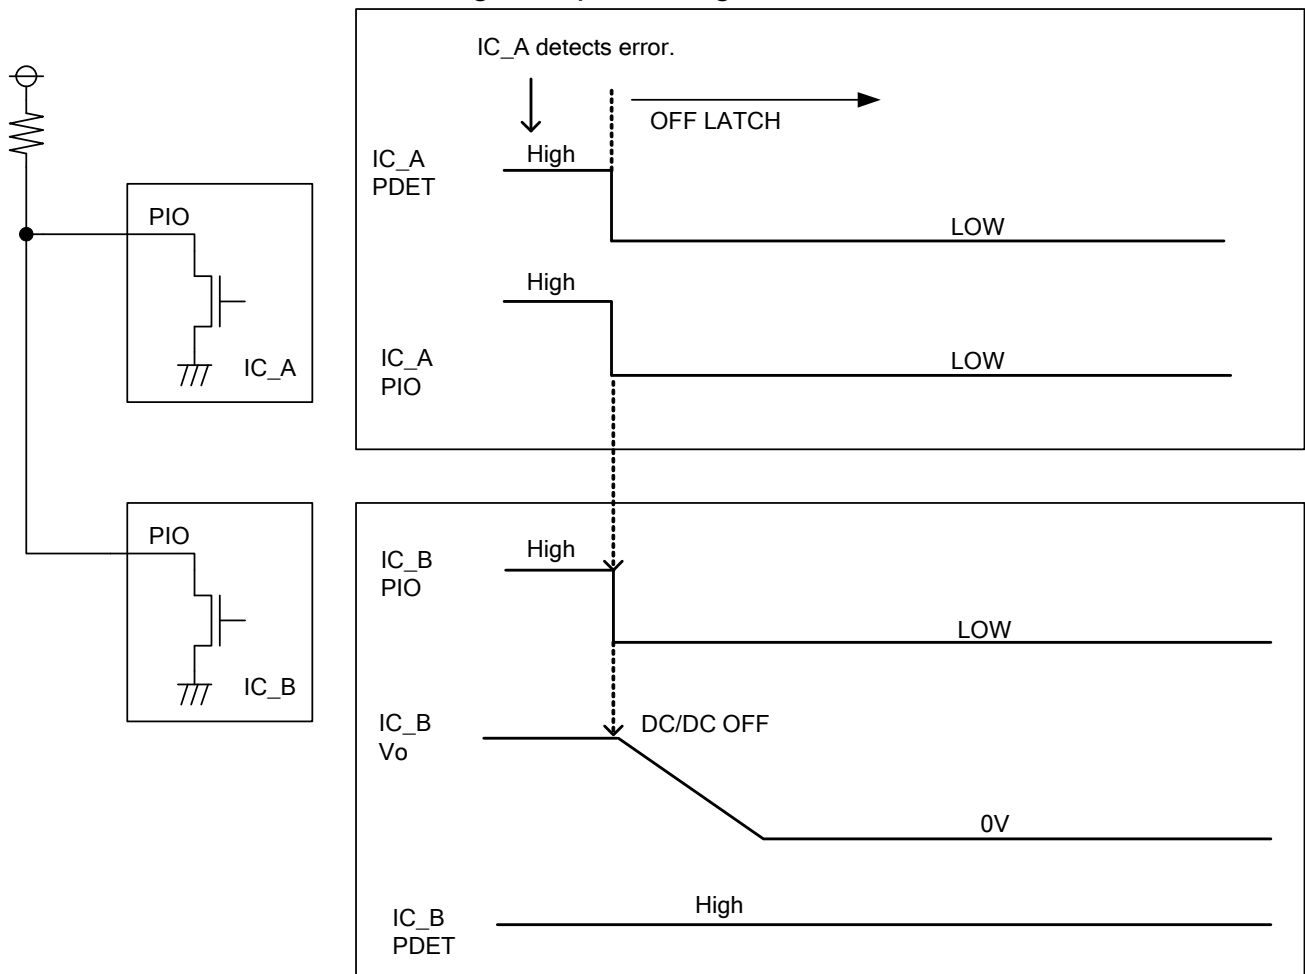 IC_A detects error.
OFF LATCH
High
IC_A
PDET
LOW
PIO
High
IC_A
IC_A
PIO
LOW
PIO
High
IC_B
PIO
LOW
IC_B
IC_B
Vo
DC/DC OFF
0V
High
IC_B
PDET